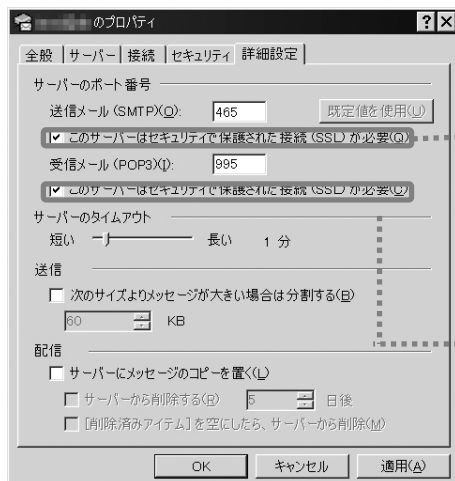 のプロパティ
全般 サーバー 接続 セキュリティ 詳細設定
サーバーのポート番号
送信メール (SMTP)(O): 465 既定値を使用(U)
このサーバーはセキュリティで保護された接続 (SSL) が必要(Q)
受信メール (POP3)(I): 995
このサーバーはセキュリティで保護された接続 (SSL) が必要(C)
サーバーのタイムアウト
短い 長い 1 分
送信
次のサイズよりメッセージが大きい場合は分割する(B)
60 KB
配信
サーバーにメッセージのコピーを置く(L)
サーバーから削除する(R) 5 日後
[削除済みアイテム] を空にしたら、サーバーから削除(M)
OK キャンセル 適用(A)